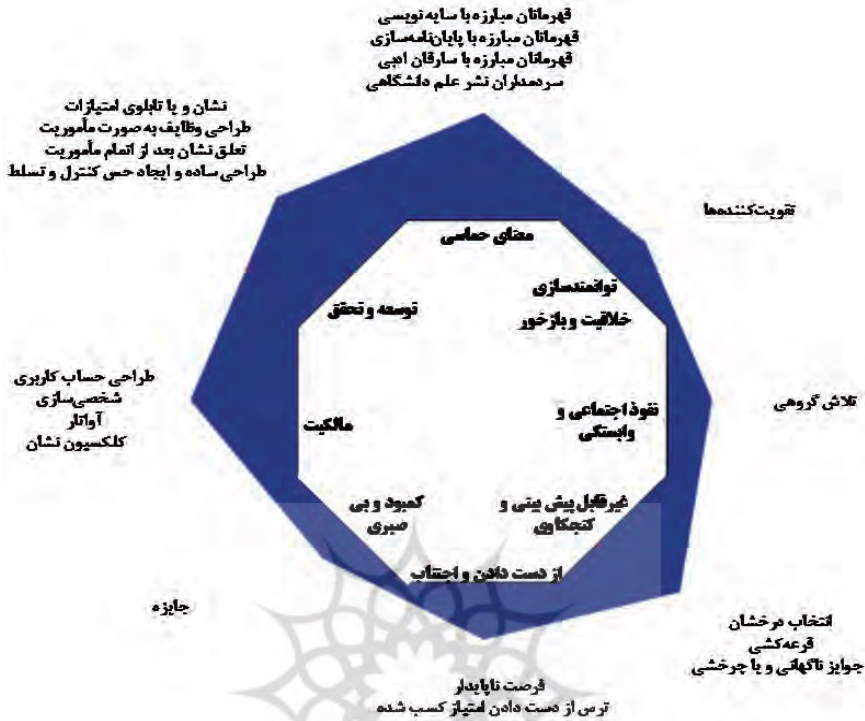 قهرمانان مبارزه با سایه نویسی
قهرمانان مبارزه با پایان‌نامه‌سازی
قهرمانان مبارزه با سارقان ادبی
سردمداران نشر علم دانشگاهی
نشان و یا تابلوی امتیازات
طراحی وظایف به صورت مأموریت
تعلق نشان بعد از اتمام مأموریت
طراحی ساده و ایجاد حس کنترل و تسلط
تقویت‌کننده‌ها
معنای حماسی
توانمندسازی
خلاقیت و بازخور
توسعه و تحقق
طراحی حساب کاربری
شخصی‌سازی
آواتار
کلکسیون نشان
مالکیت
نفوذ اجتماعی و
وابستگی
تلاش گروهی
غیرقابل پیش بینی و
کنجکاوی
کمبود و بی
صبری
از دست دادن و اجتناب
جایزه
انتخاب درخشان
قرعه‌کشی
جوایز ناگهانی و یا چرخشی
فرصت ناپایدار
ترس از دست دادن امتیاز کسب شده